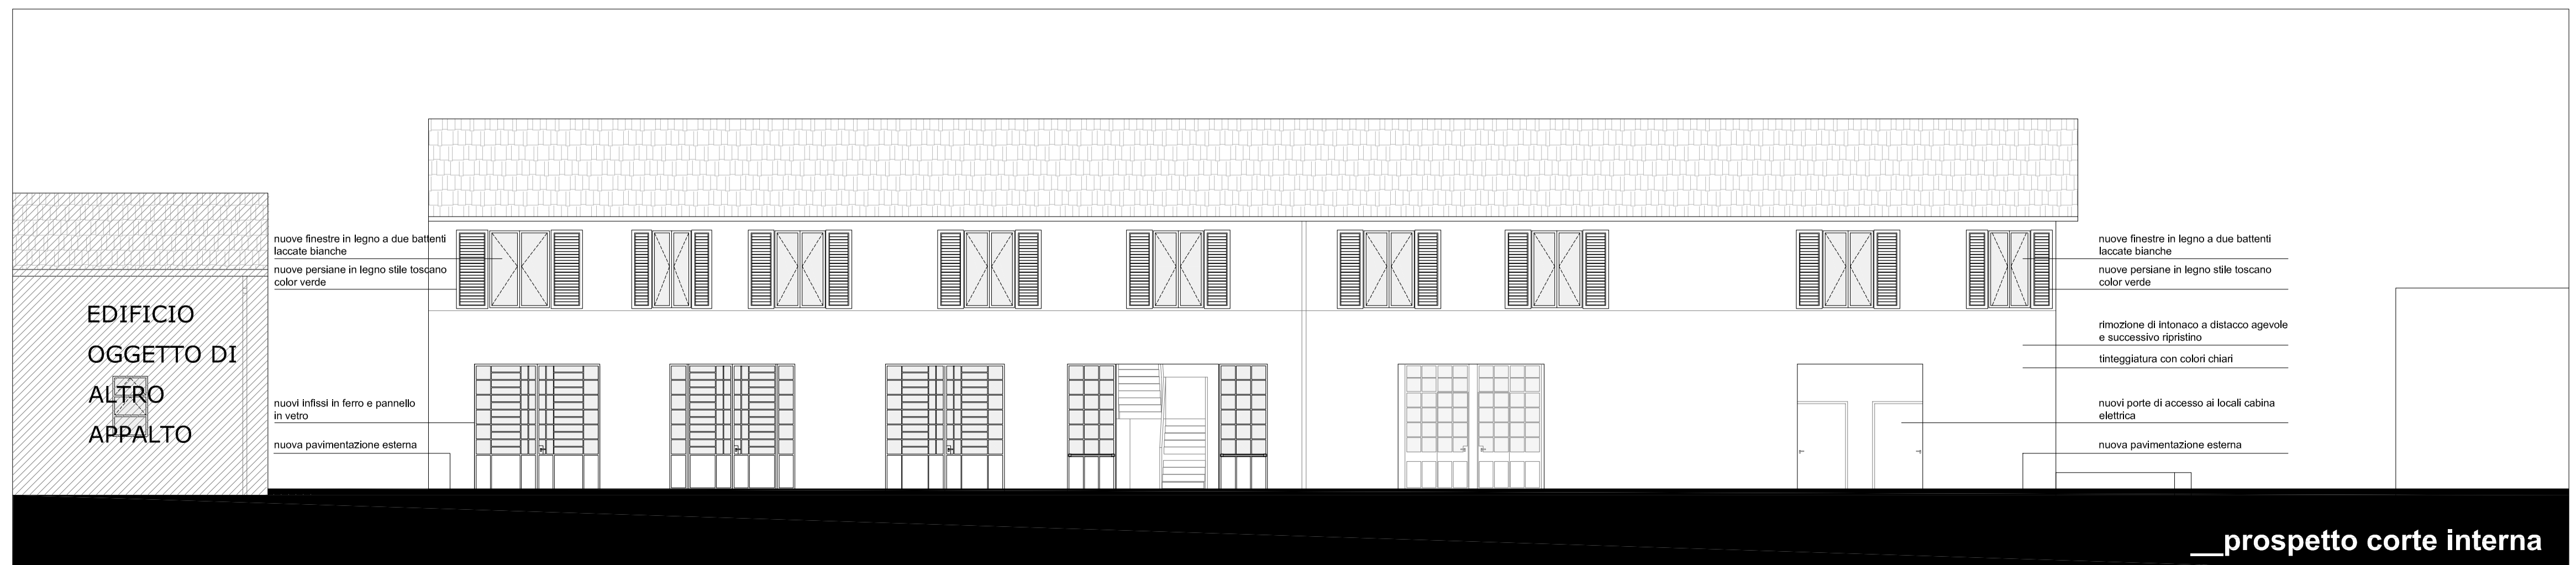 nuove finestre in legno a due battenti
laccate bianche
nuove persiane in legno stile toscano
color verde
EDIFICIO
OGGETTO DI
ALTRO
APPALTO
nuovi infissi in ferro e pannello
in vetro
nuova pavimentazione esterna
nuove finestre in legno a due battenti
laccate bianche
nuove persiane in legno stile toscano
color verde
rimozione di intonaco a distacco agevole
e successivo ripristino
tinteggiatura con colori chiari
nuovi porte di accesso ai locali cabina
elettrica
nuova pavimentazione esterna
__prospetto corte interna